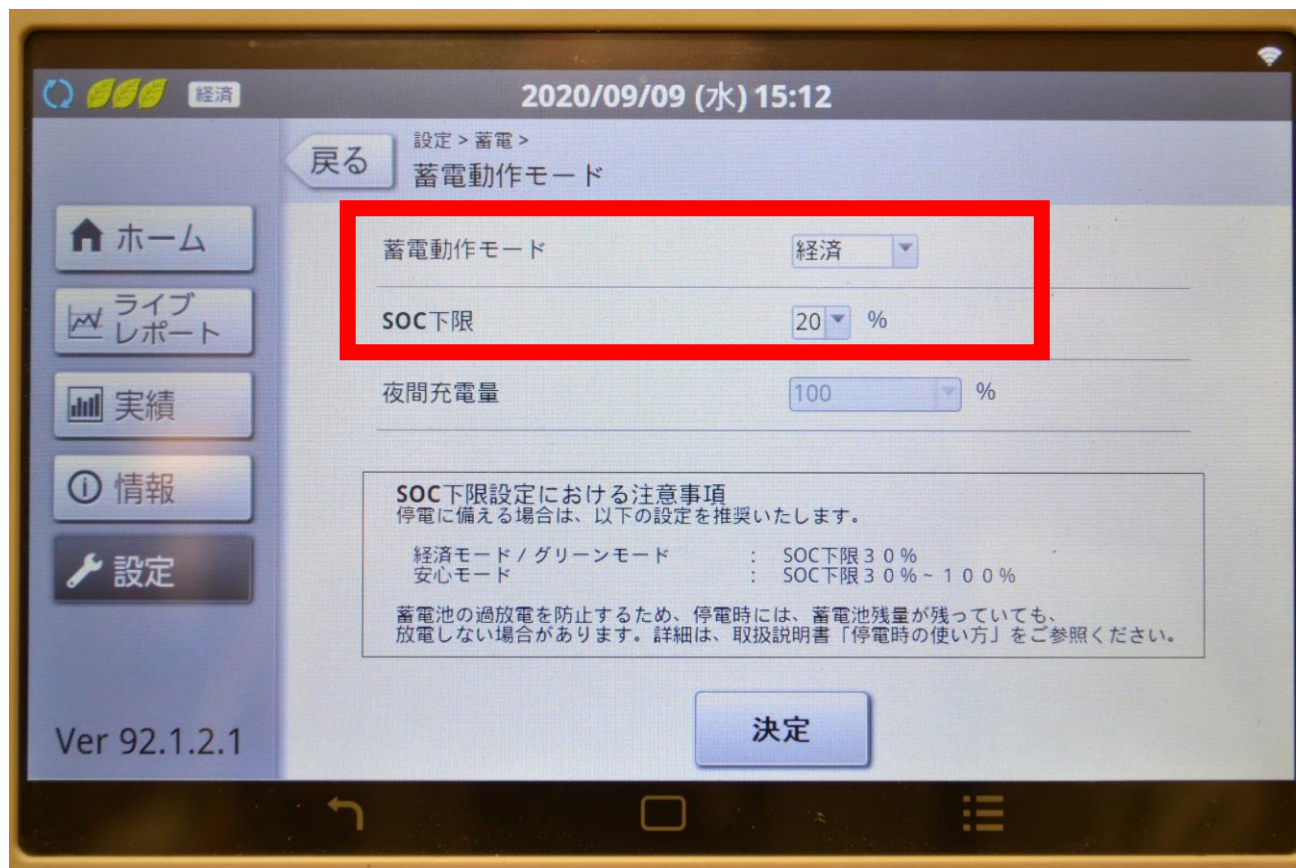 経済
2020/09/09 (水) 15:12
戻る
設定 > 蓄電 >
蓄電動作モード
ホーム
ライブ
レポート
実績
情報
設定
Ver 92.1.2.1
蓄電動作モード 経済
SOC下限 20 %
夜間充電量 100 %
SOC下限設定における注意事項
停電に備える場合は、以下の設定を推奨いたします。
経済モード / グリーンモード : SOC下限30%
安心モード : SOC下限30%~100%
蓄電池の過放電を防止するため、停電時には、蓄電池残量が残っていても、
放電しない場合があります。詳細は、取扱説明書「停電時の使い方」をご参照ください。
決定